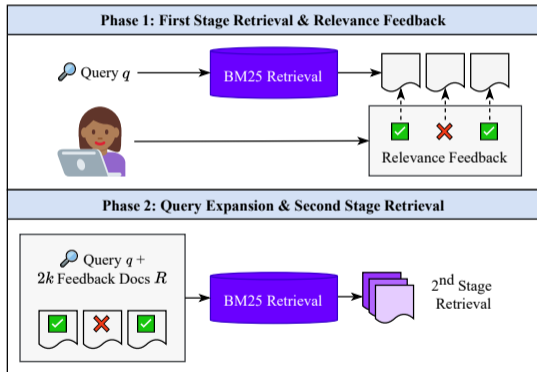 Phase 1: First Stage Retrieval & Relevance Feedback
Query q
BM25 Retrieval
Relevance Feedback
Phase 2: Query Expansion & Second Stage Retrieval
Query q +
2k Feedback Docs R
BM25 Retrieval
2nd Stage
Retrieval